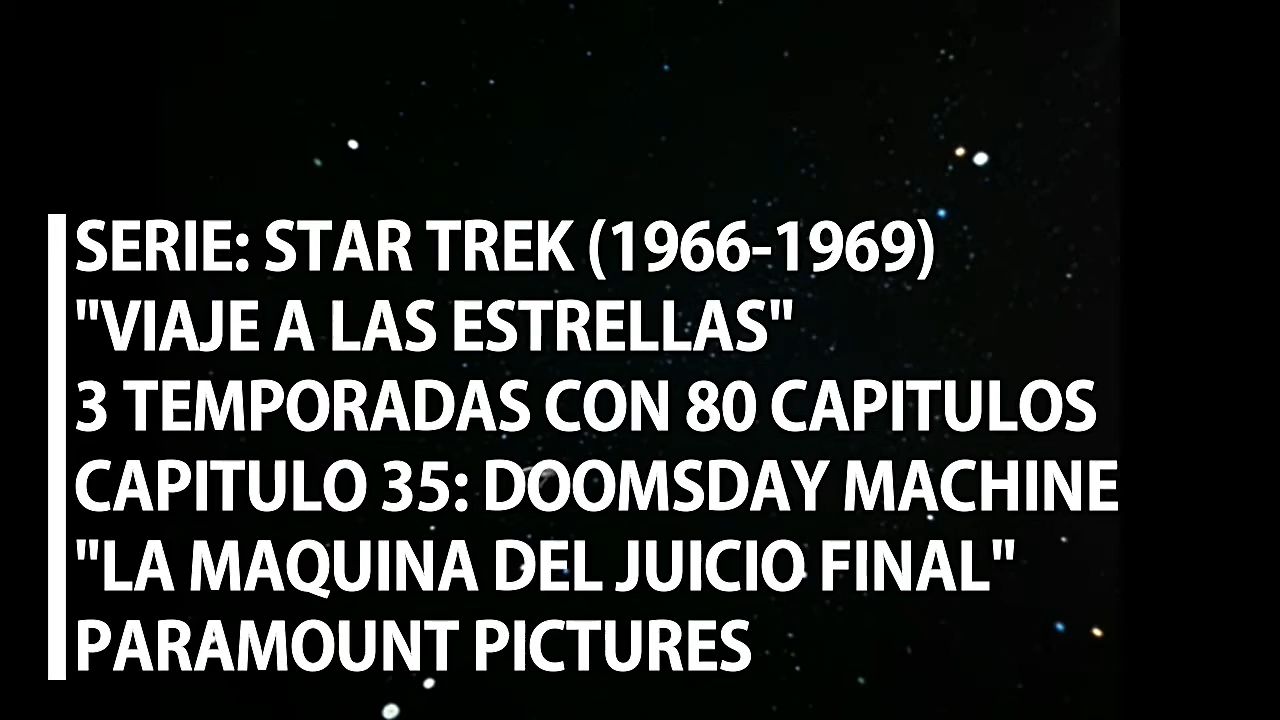 SERIE: STAR TREK (1966-1969)
"VIAJE A LAS ESTRELLAS"
3 TEMPORADAS CON 80 CAPITULOS
CAPITULO 35: DOOMSDAY MACHINE
"LA MAQUINA DEL JUICIO FINAL"
PARAMOUNT PICTURES